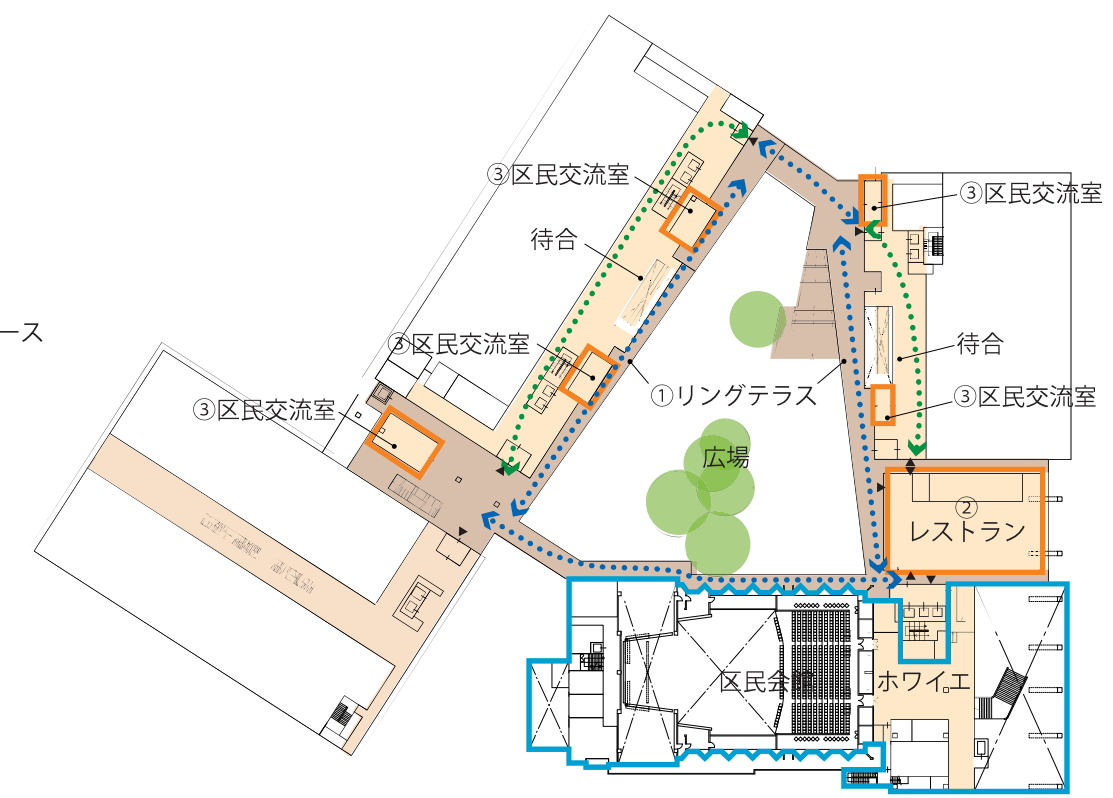 ③区民交流室
③区民交流室
待合
ース
③区民交流室
待合
①リングテラス
③区民交流室
③区民交流室
広場
②
レストラン
区民会館
ホワイエ